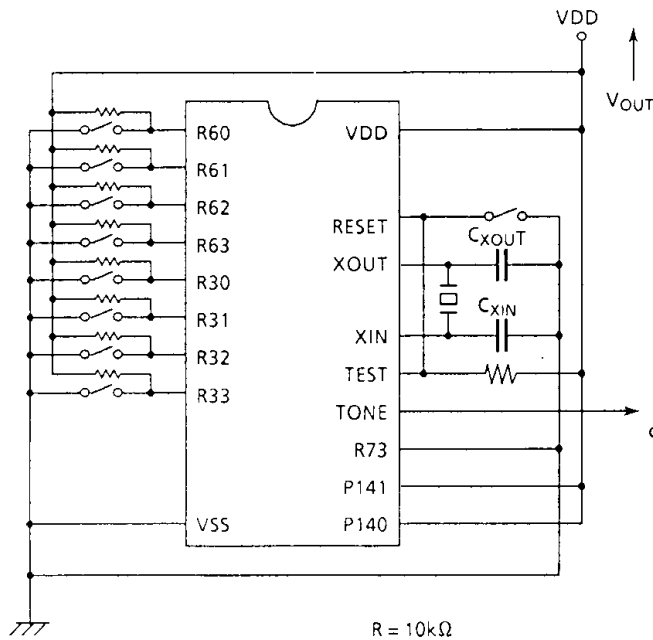 VDD
VOUT
R60
VDD
R61
R62
RESET
CXOUT
R63
XOUT
R30
R31
CXIN
XIN
R32
TEST
R33
TONE
R73
P141
VSS
P140
R = 10kΩ